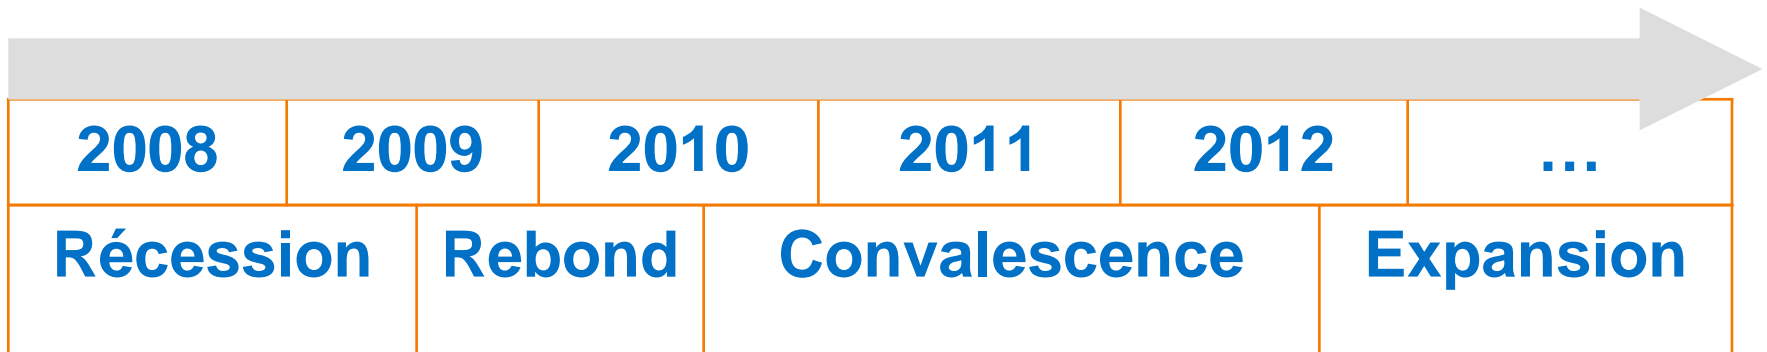 2008 2009 2010 2011 2012 …
Récession Rebond Convalescence Expansion